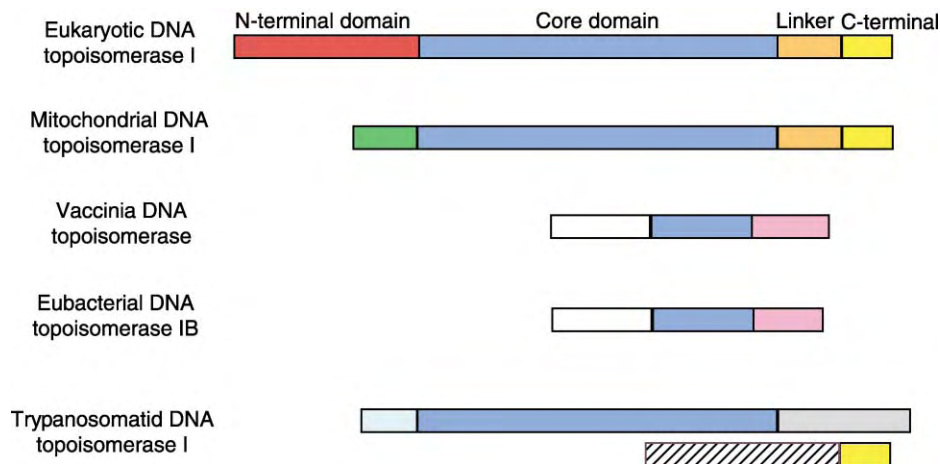 N-terminal domain Core domain Linker C-terminal
Eukaryotic DNA
topoisomerase I
Mitochondrial DNA
topoisomerase I
Vaccinia DNA
topoisomerase
Eubacterial DNA
topoisomerase IB
Trypanosomatid DNA
topoisomerase I